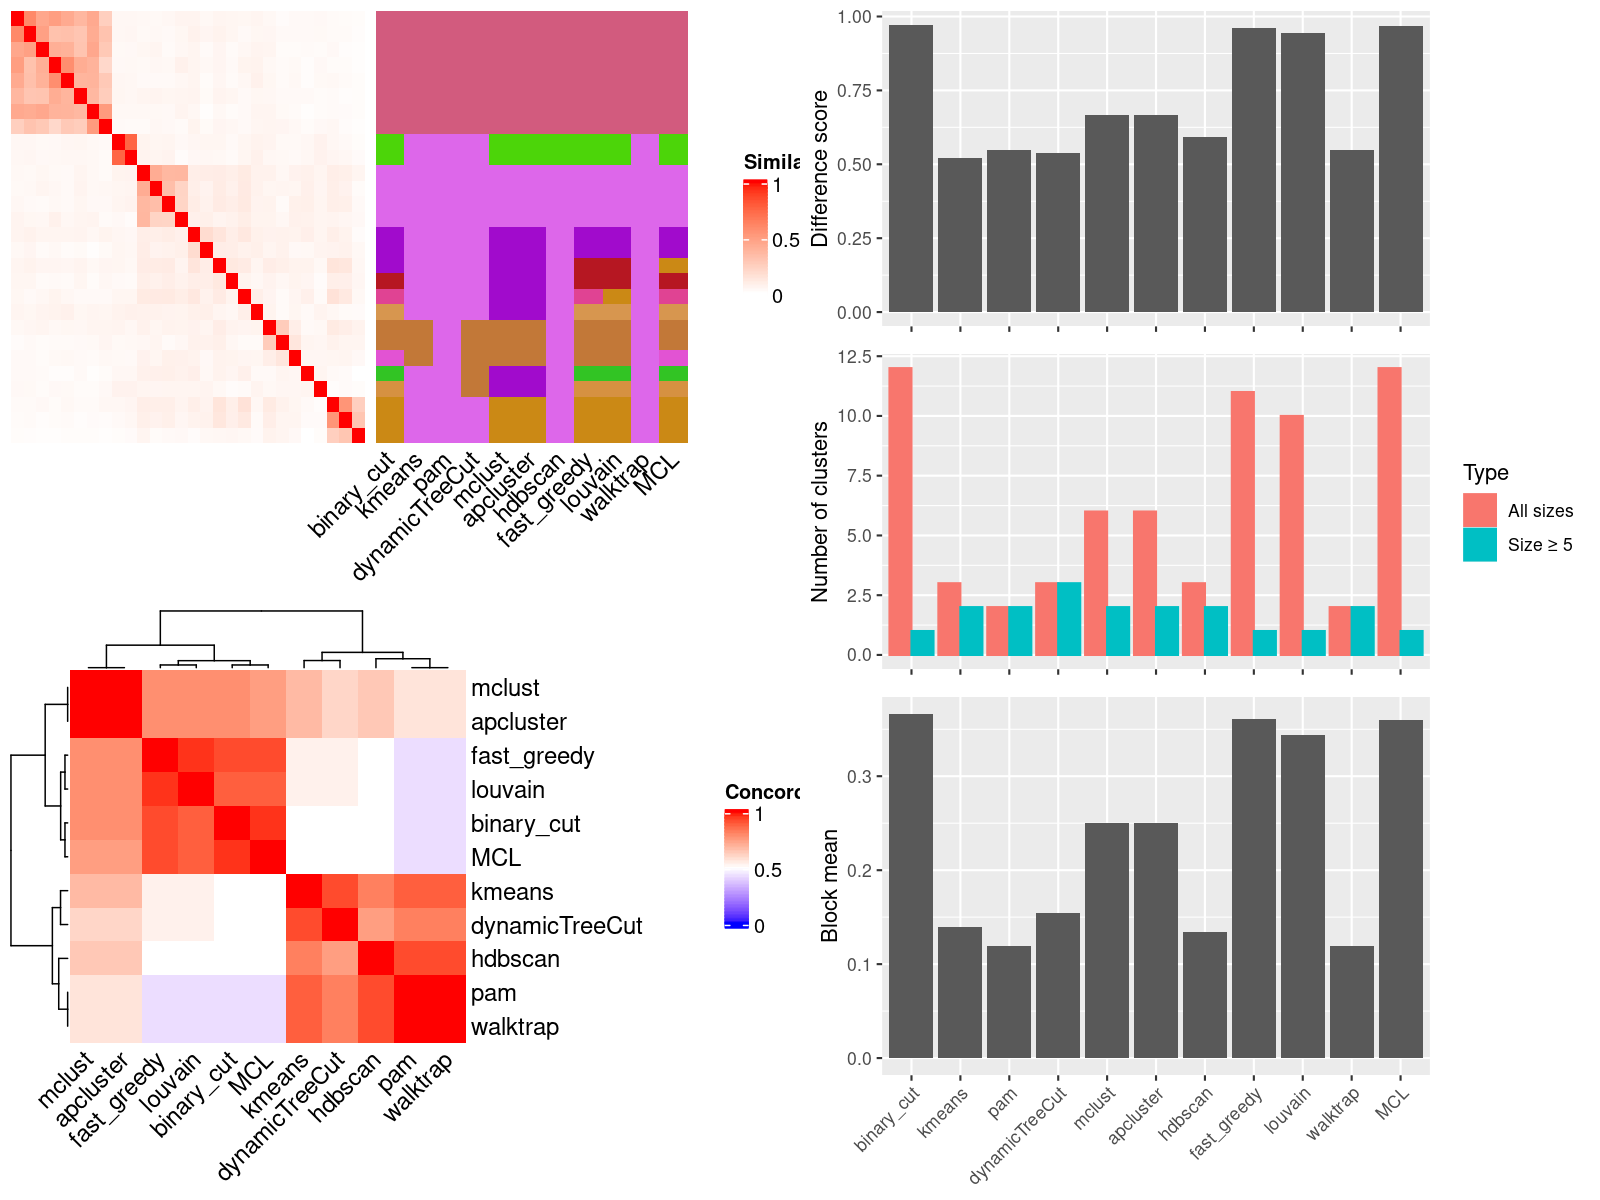 Simila
1
0.5
0
binary_cut
kmeans
pam
dynamicTreeCut
mclust
apcluster
hdbscan
fast_greedy
louvain
walktrap
MCL
mclust
apcluster
fast_greedy
louvain
binary_cut
MCL
kmeans
dynamicTreeCut
hdbscan
pam
walktrap
mclust
apcluster
fast_greedy
louvain
binary_cut
MCL
kmeans
dynamicTreeCut
hdbscan
pam
walktrap
Concord
1
0.5
0
Difference score
1.00
0.75
0.50
0.25
0.00
Number of clusters
12.5
10.0
7.5
5.0
2.5
0.0
Type
All sizes
Size ≥ 5
Block mean
0.3
0.2
0.1
0.0
binary_cut
kmeans
pam
dynamicTreeCut
mclust
apcluster
hdbscan
fast_greedy
louvain
walktrap
MCL